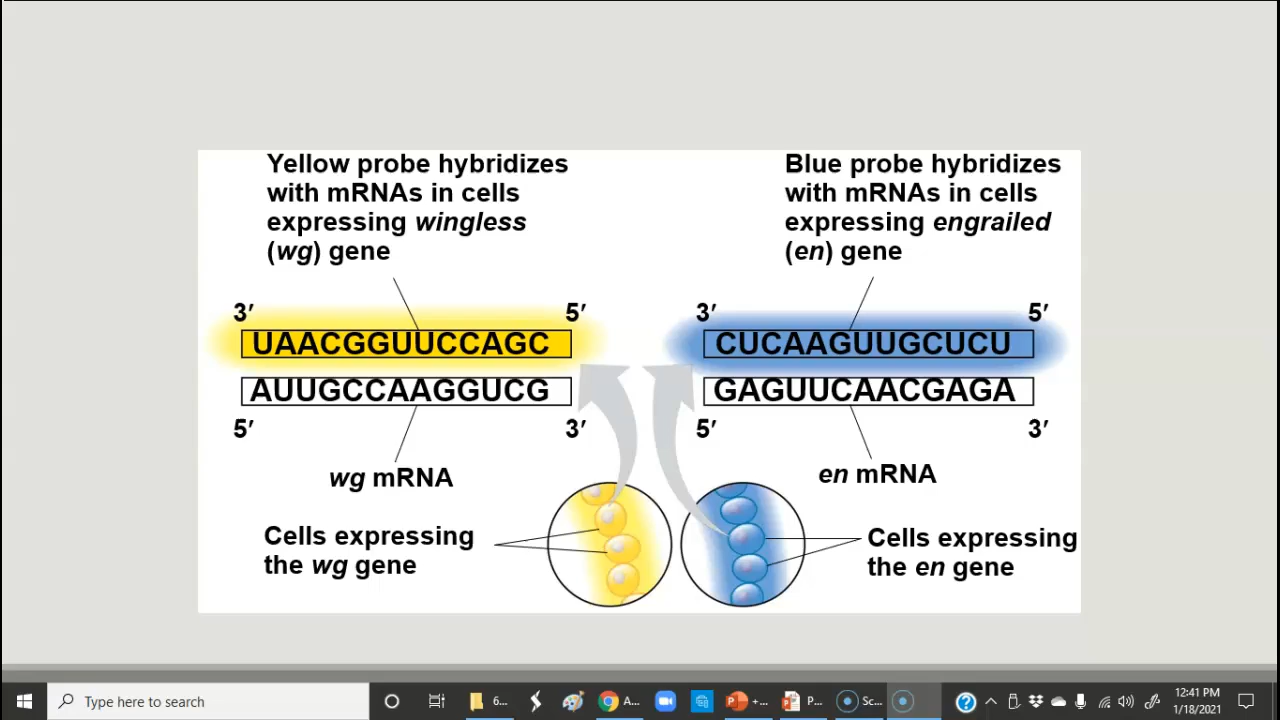 Yellow probe hybridizes
with mRNAs in cells
expressing wingless
(wg) gene
Blue probe hybridizes
with mRNAs in cells
expressing engrailed
(en) gene
3′ 5′
UAACGGUUCCAGC
AUUGCCAAGGUCG
5′ 3′
wg mRNA
3′ 5′
CUCAAGUUGCUCU
GAGUUCAACGAGA
5′ 3′
en mRNA
Cells expressing
the wg gene
Cells expressing
the en gene
Type here to search
6...
A...
+...
P...
Sc...
12:41 PM
1/18/2021